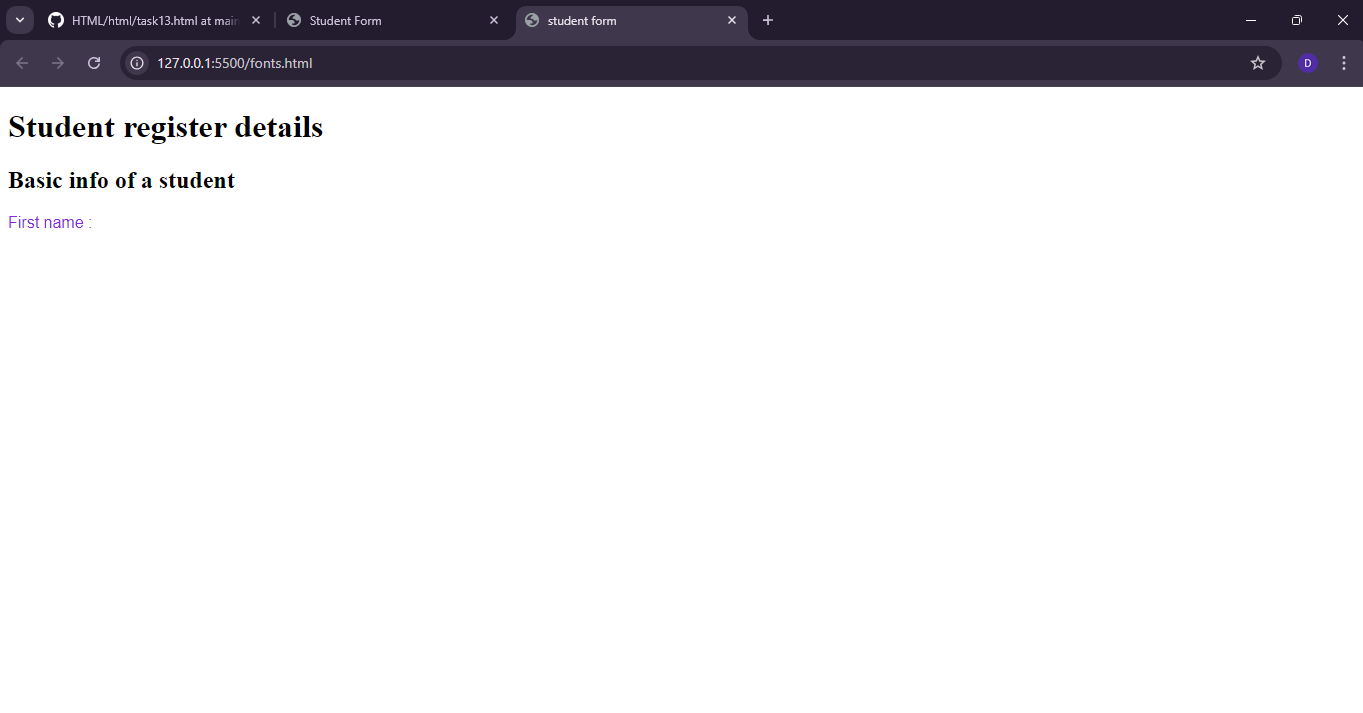 HTML/html/task13.html at main
Student Form
student form
127.0.0.1:5500/fonts.html
D
Student register details
Basic info of a student
First name :